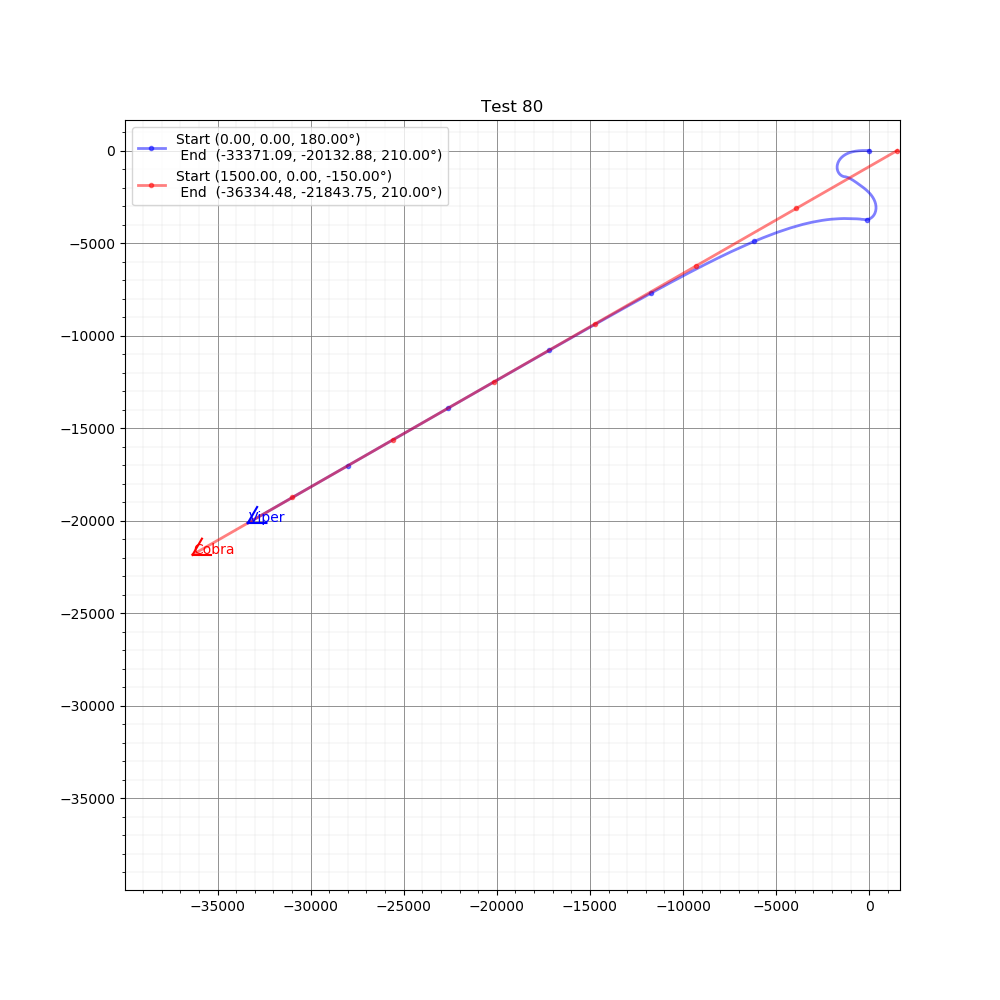 Test 80
Start (0.00, 0.00, 180.00°)
End (-33371.09, -20132.88, 210.00°)
Start (1500.00, 0.00, -150.00°)
End (-36334.48, -21843.75, 210.00°)
0
−5000
−10000
−15000
−20000
−25000
−30000
−35000
Viper
Cobra
−35000 −30000 −25000 −20000 −15000 −10000 −5000 0